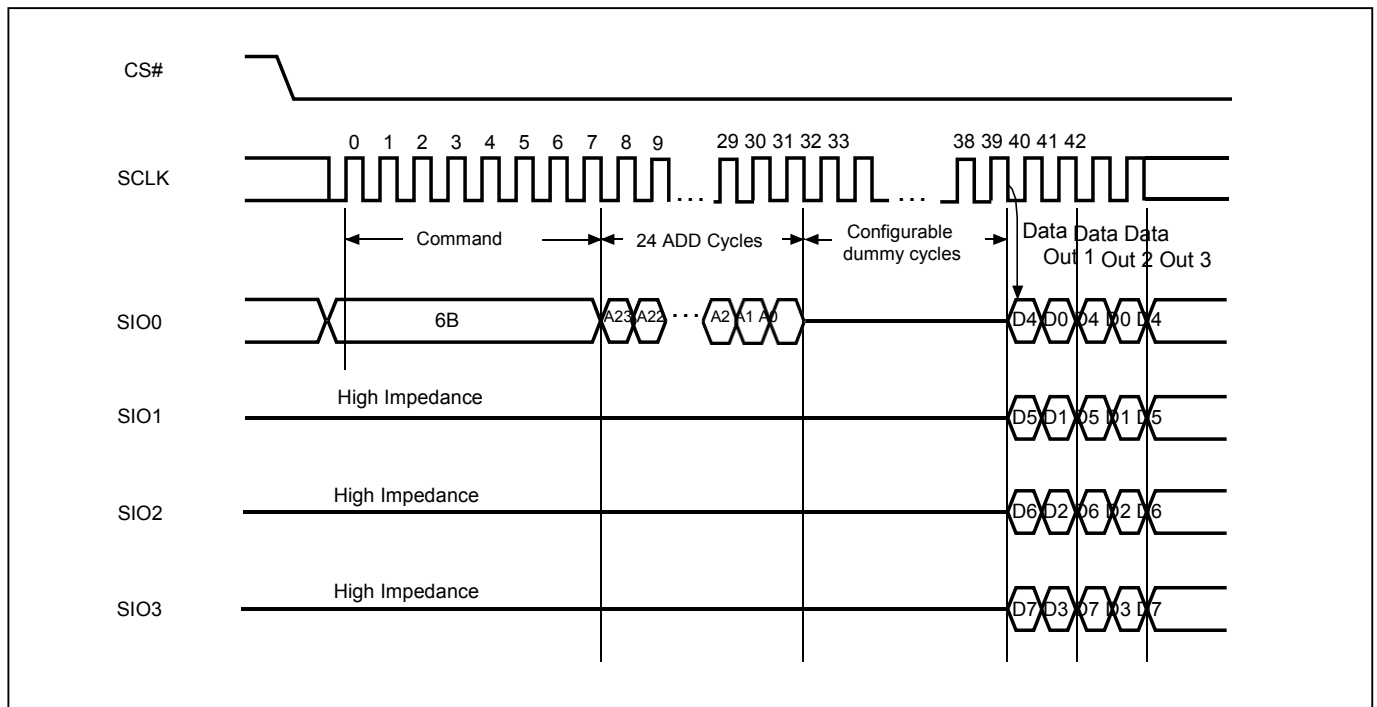 CS#
0 1 2 3 4 5 6 7 8 9 29 30 31 32 33 38 39 40 41 42
SCLK
Command
24 ADD Cycles
Configurable
dummy cycles
Data Data Data
Out 1 Out 2 Out 3
SIO0
6B
A23 A22 ··· A2 A1 A0
D4 D0 D4 D0 D4
High Impedance
SIO1
D5 D1 D5 D1 D5
High Impedance
SIO2
D6 D2 D6 D2 D6
High Impedance
SIO3
D7 D3 D7 D3 D7